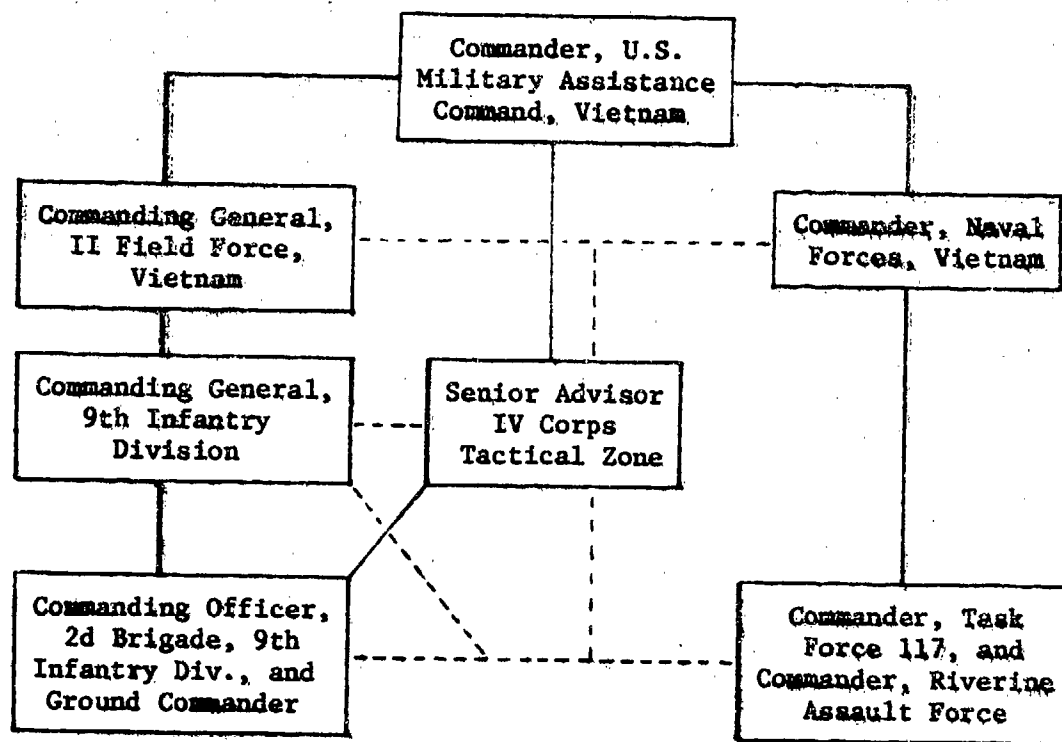 Commander, U.S.
Military Assistance
Command, Vietnam
Commanding General,
II Field Force,
Vietnam
Commander, Naval
Forces, Vietnam
Commanding General,
9th Infantry
Division
Senior Advisor
IV Corps
Tactical Zone
Commanding Officer,
2d Brigade, 9th
Infantry Div., and
Ground Commander
Commander, Task
Force 117, and
Commander, Riverine
Assault Force